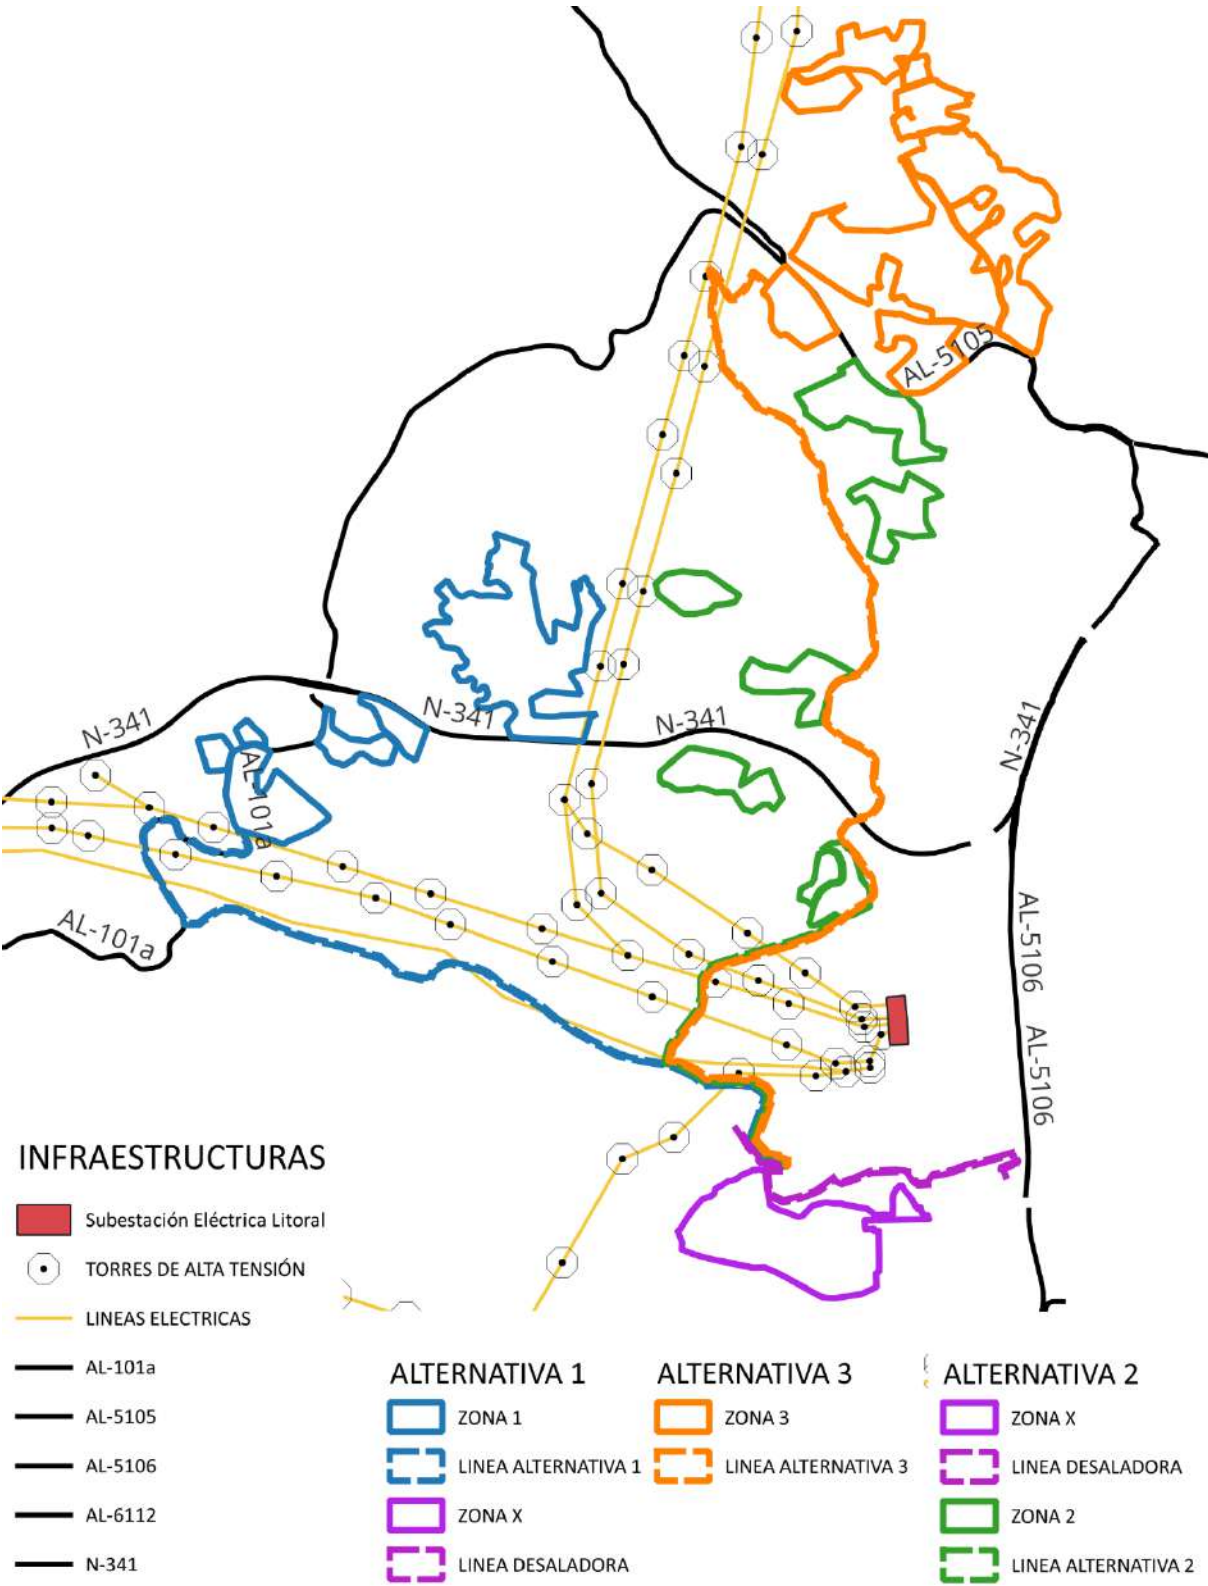 AL-5105
N-341
N-341
N-341
N-341
AL-101a
AL-101a
AL-5106
AL-5106
INFRAESTRUCTURAS
Subestación Eléctrica Litoral
TORRES DE ALTA TENSIÓN
LINEAS ELECTRICAS
AL-101a
AL-5105
AL-5106
AL-6112
N-341
ALTERNATIVA 1
ZONA 1
LINEA ALTERNATIVA 1
ZONA X
LINEA DESALADORA
ALTERNATIVA 3
ZONA 3
LINEA ALTERNATIVA 3
ALTERNATIVA 2
ZONA X
LINEA DESALADORA
ZONA 2
LINEA ALTERNATIVA 2